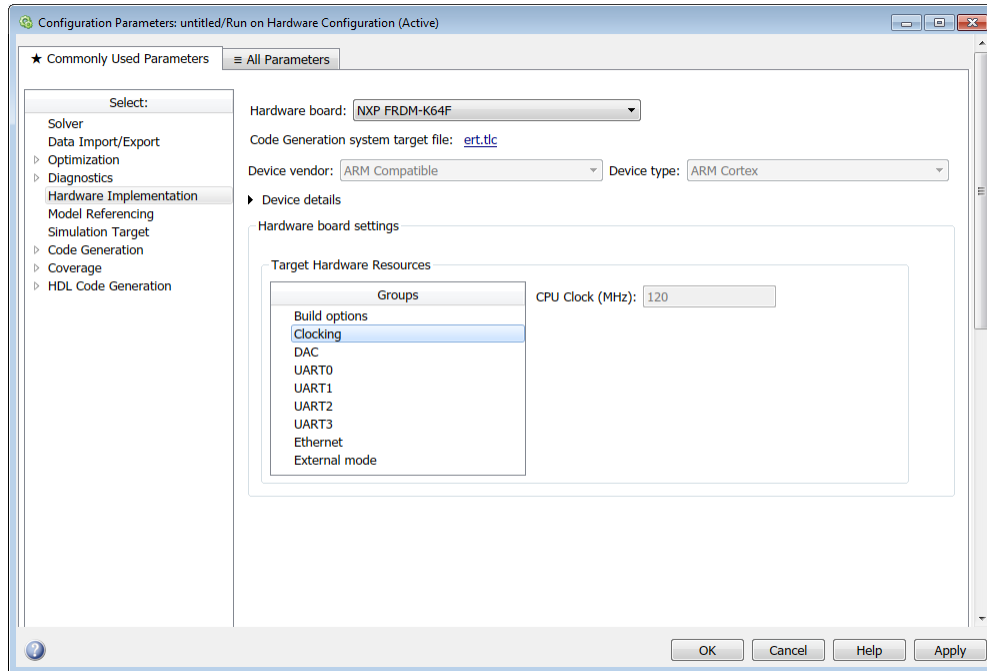 Configuration Parameters: untitled/Run on Hardware Configuration (Active)
★ Commonly Used Parameters
≡ All Parameters
Select:
Solver
Data Import/Export
Optimization
Diagnostics
Hardware Implementation
Model Referencing
Simulation Target
Code Generation
Coverage
HDL Code Generation
Hardware board: NXP FRDM-K64F
Code Generation system target file: ert.tlc
Device vendor: ARM Compatible Device type: ARM Cortex
Device details
Hardware board settings
Target Hardware Resources
Groups
Build options
Clocking
DAC
UART0
UART1
UART2
UART3
Ethernet
External mode
CPU Clock (MHz): 120
OK Cancel Help Apply